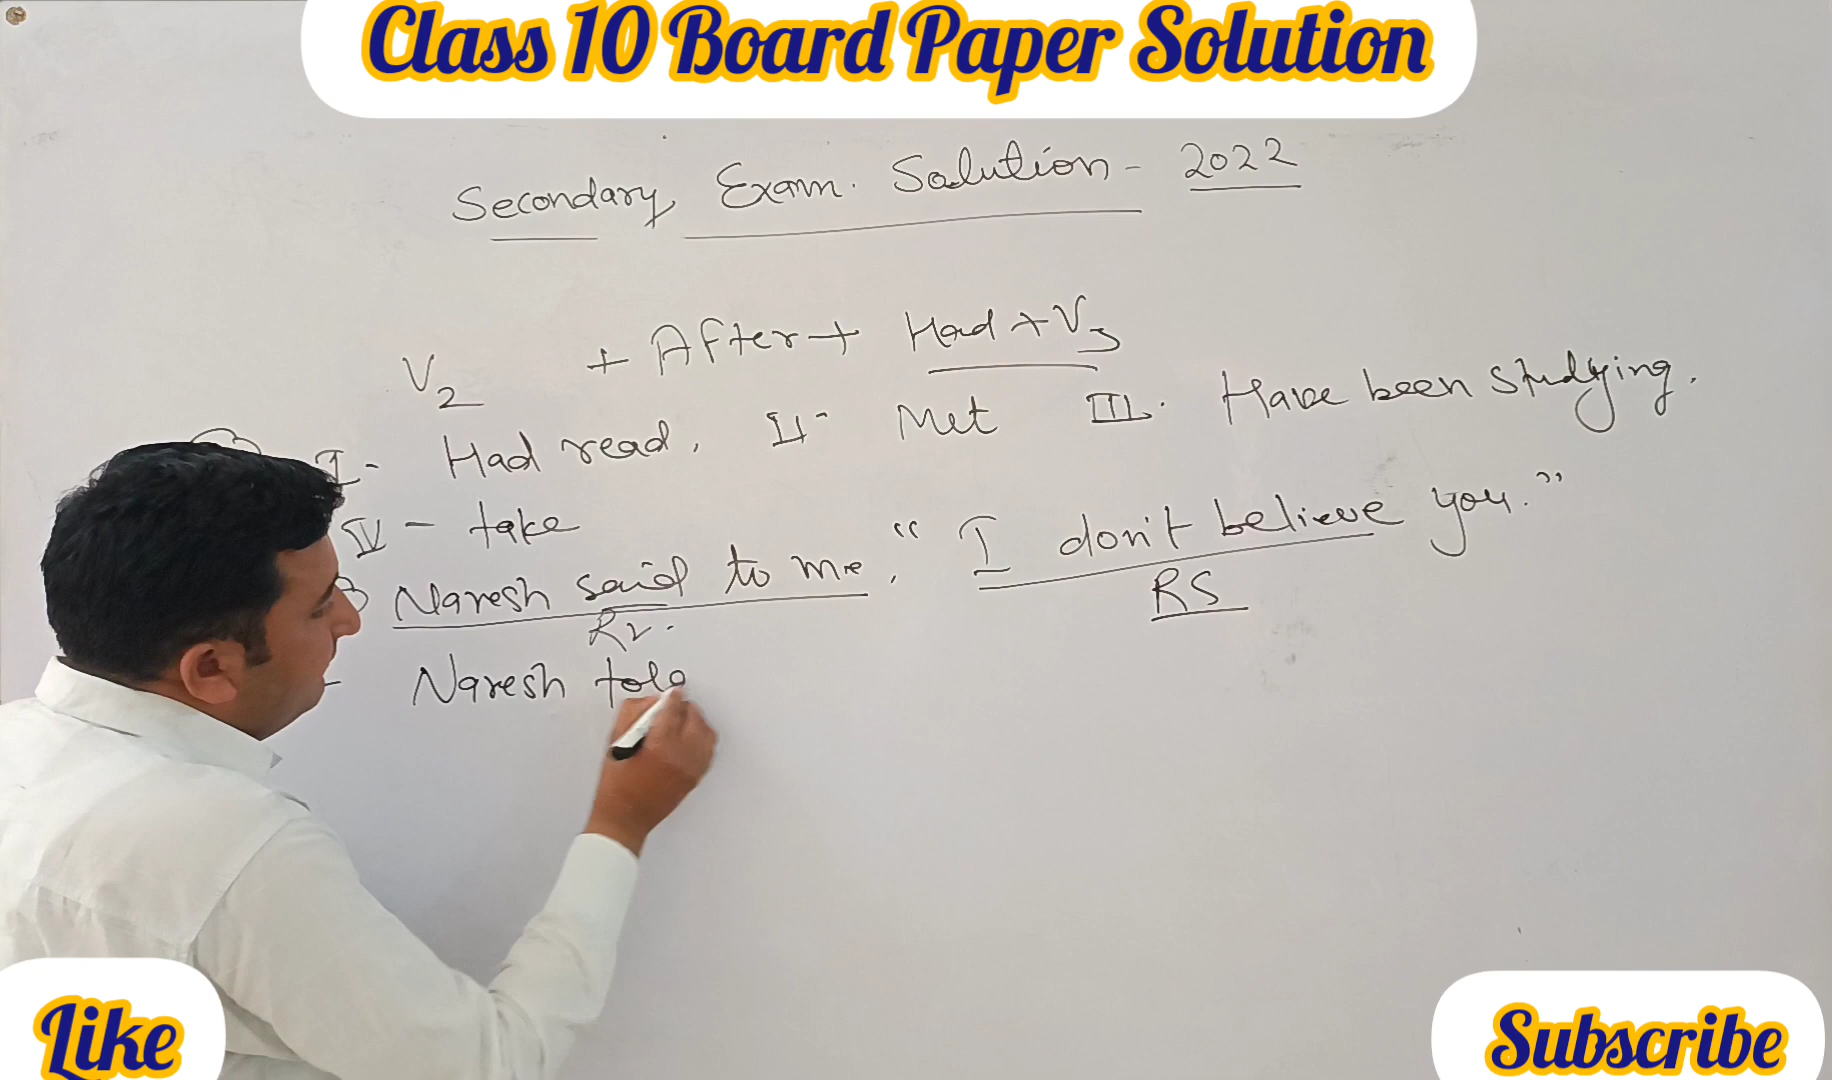 Class 10 Board Paper Solution
Secondary Exam. Solution - 2022
V2 + After + Had + V3
I - Had read, II - Met III. Have been studying.
IV - take
Naresh said to me, "I don't believe you."
RV. RS
- Naresh told
Like
Subscribe